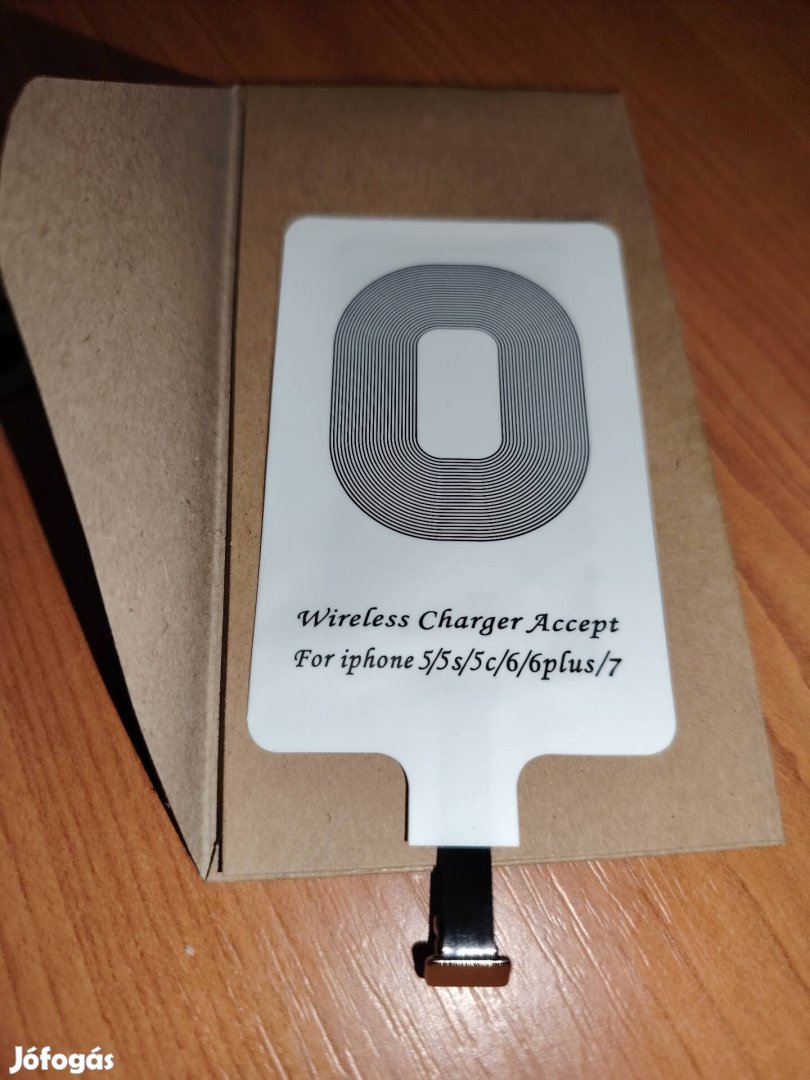 Wireless Charger Accept
For iphone 5/5s/5c/6/6plus/7
Jófogás